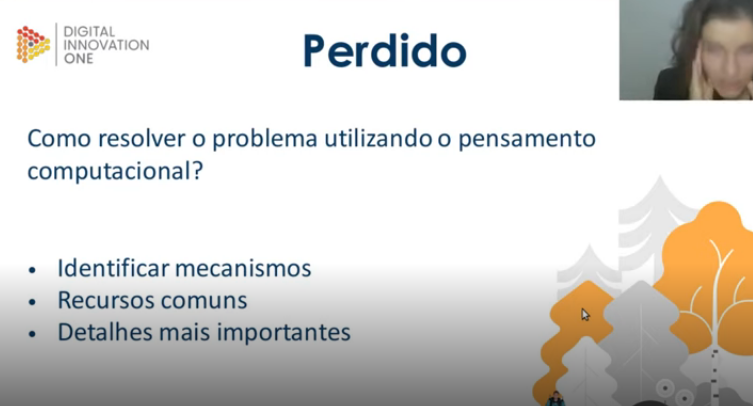 DIGITAL
INNOVATION
ONE
Perdido
Como resolver o problema utilizando o pensamento
computacional?
• Identificar mecanismos
• Recursos comuns
• Detalhes mais importantes